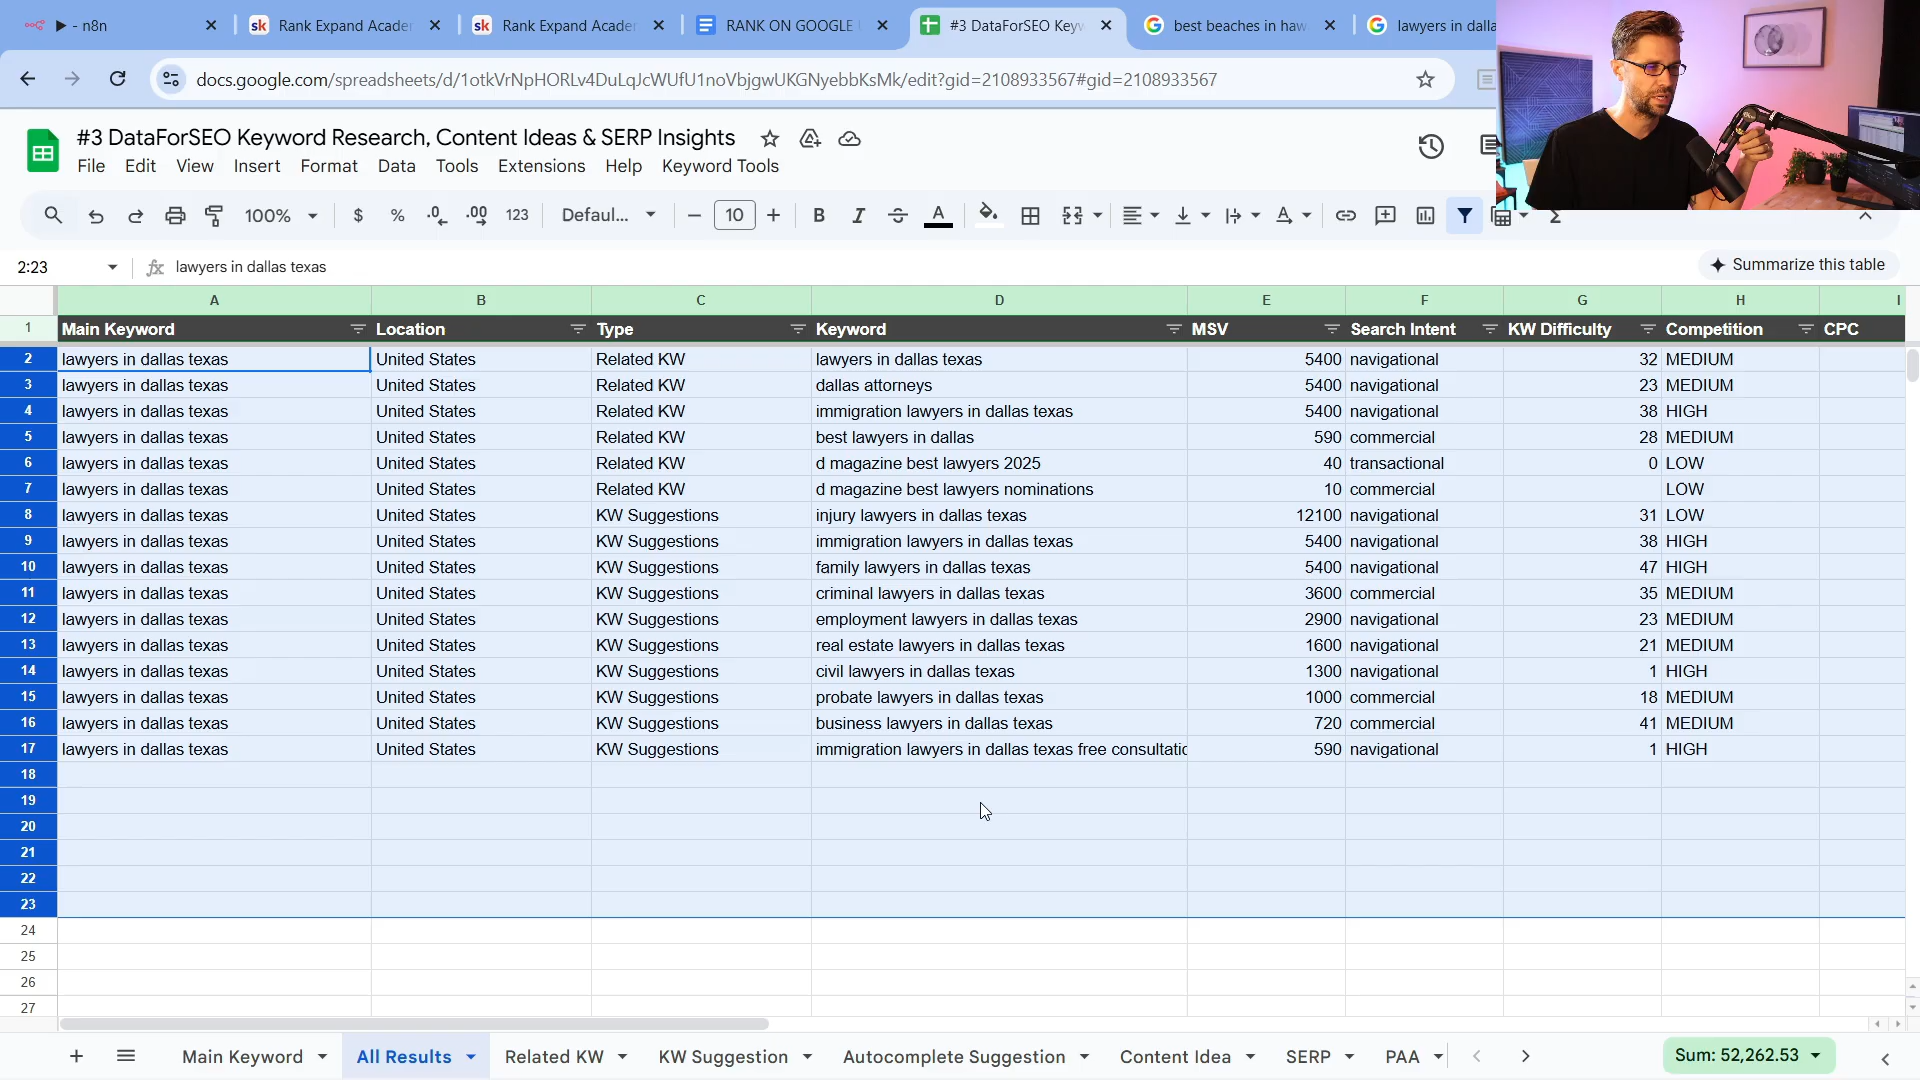 ▶ - n8n
sk Rank Expand Acader
sk Rank Expand Acader
RANK ON GOOGLE
#3 DataForSEO Keyw
best beaches in haw
lawyers in dalla
docs.google.com/spreadsheets/d/1otkVrNpHORLv4DuLqJcWUfU1noVbjgwUKGNyebbKsMk/edit?gid=2108933567#gid=2108933567
#3 DataForSEO Keyword Research, Content Ideas & SERP Insights
File Edit View Insert Format Data Tools Extensions Help Keyword Tools
100% $ % .0 .00 123 Defaul... − 10 + B I A Σ
2:23 fx lawyers in dallas texas Summarize this table
A B C D E F G H I
1 Main Keyword Location Type Keyword MSV Search Intent KW Difficulty Competition CPC
2 lawyers in dallas texas United States Related KW lawyers in dallas texas 5400 navigational 32 MEDIUM
3 lawyers in dallas texas United States Related KW dallas attorneys 5400 navigational 23 MEDIUM
4 lawyers in dallas texas United States Related KW immigration lawyers in dallas texas 5400 navigational 38 HIGH
5 lawyers in dallas texas United States Related KW best lawyers in dallas 590 commercial 28 MEDIUM
6 lawyers in dallas texas United States Related KW d magazine best lawyers 2025 40 transactional 0 LOW
7 lawyers in dallas texas United States Related KW d magazine best lawyers nominations 10 commercial LOW
8 lawyers in dallas texas United States KW Suggestions injury lawyers in dallas texas 12100 navigational 31 LOW
9 lawyers in dallas texas United States KW Suggestions immigration lawyers in dallas texas 5400 navigational 38 HIGH
10 lawyers in dallas texas United States KW Suggestions family lawyers in dallas texas 5400 navigational 47 HIGH
11 lawyers in dallas texas United States KW Suggestions criminal lawyers in dallas texas 3600 commercial 35 MEDIUM
12 lawyers in dallas texas United States KW Suggestions employment lawyers in dallas texas 2900 navigational 23 MEDIUM
13 lawyers in dallas texas United States KW Suggestions real estate lawyers in dallas texas 1600 navigational 21 MEDIUM
14 lawyers in dallas texas United States KW Suggestions civil lawyers in dallas texas 1300 navigational 1 HIGH
15 lawyers in dallas texas United States KW Suggestions probate lawyers in dallas texas 1000 commercial 18 MEDIUM
16 lawyers in dallas texas United States KW Suggestions business lawyers in dallas texas 720 commercial 41 MEDIUM
17 lawyers in dallas texas United States KW Suggestions immigration lawyers in dallas texas free consultatic 590 navigational 1 HIGH
18
19
20
21
22
23
24
25
26
27
Main Keyword All Results Related KW KW Suggestion Autocomplete Suggestion Content Idea SERP PAA Sum: 52,262.53